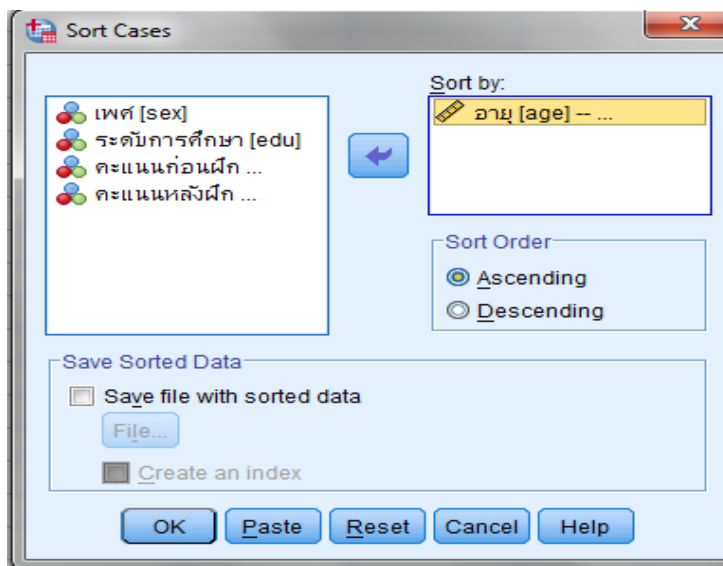 Sort Cases
เพศ [sex]
ระดับการศึกษา [edu]
คะแนนก่อนฝึก ...
คะแนนหลังฝึก ...
Sort by:
อายุ [age] -- ...
Sort Order
Ascending
Descending
Save Sorted Data
Save file with sorted data
File...
Create an index
OK
Paste
Reset
Cancel
Help